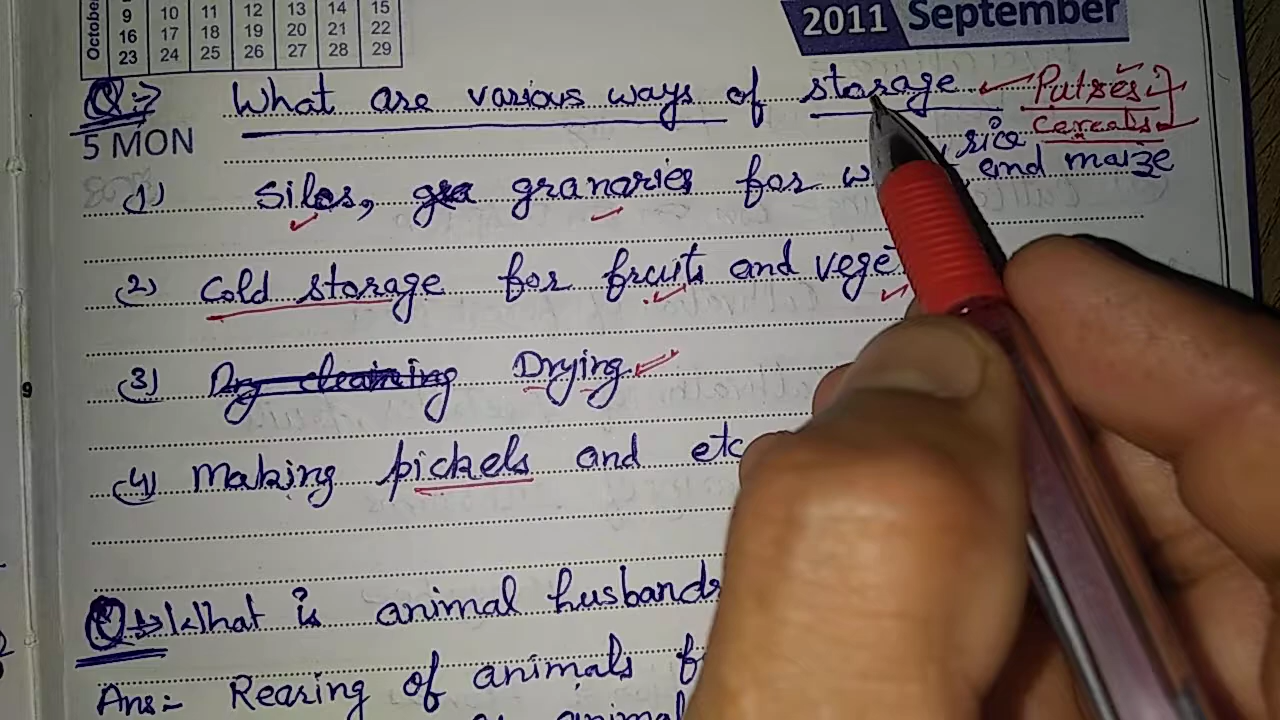 October
9 10 11 12 13 14 15
16 17 18 19 20 21 22
23 24 25 26 27 28 29
2011 September
Q:-> What are various ways of storage Pulses
cereals
5 MON
1) Silos, granaries for , rice and maize
2) Cold storage for fruits and vege
3) Drying
4) Making pickels and etc
9
Q:-> What is animal husband
Ans:- Rearing of animals